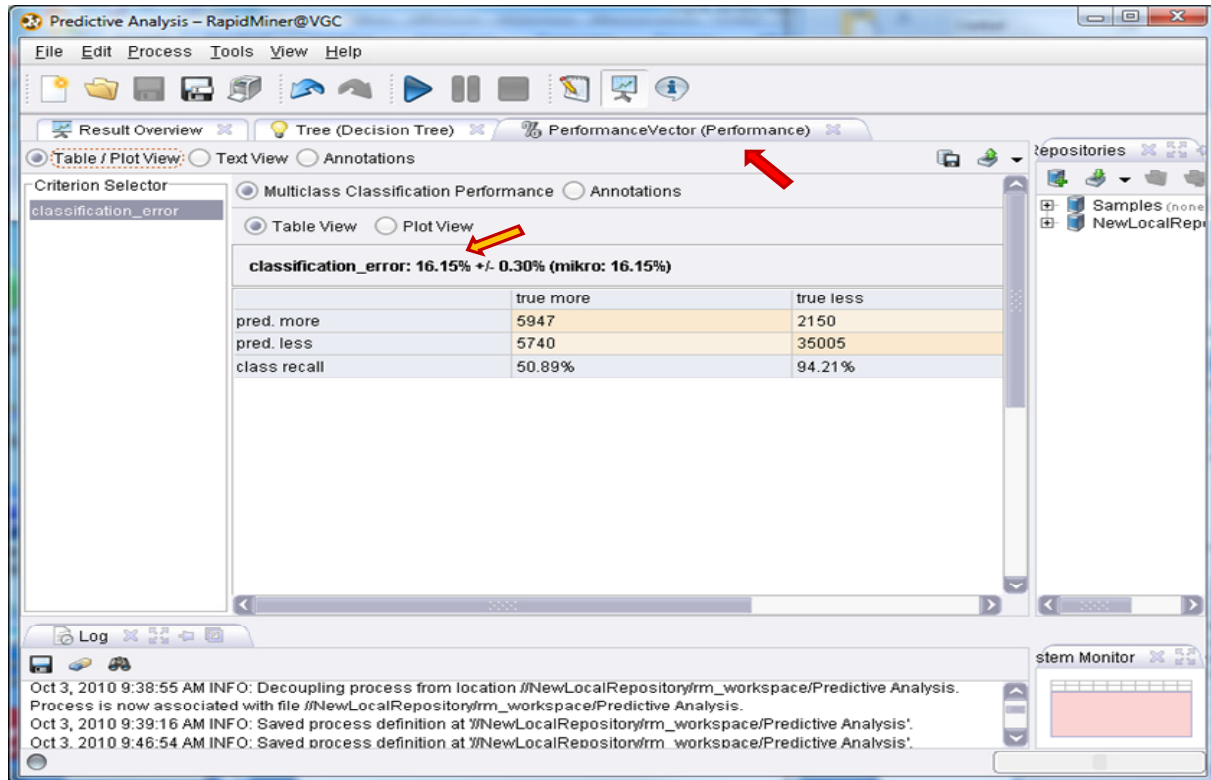 Predictive Analysis – RapidMiner@VGC
File Edit Process Tools View Help
Result Overview Tree (Decision Tree) PerformanceVector (Performance)
Table / Plot View Text View Annotations
Criterion Selector
classification_error
Multiclass Classification Performance Annotations
Table View Plot View
classification_error: 16.15% +/- 0.30% (mikro: 16.15%)
true more true less
pred. more 5947 2150
pred. less 5740 35005
class recall 50.89% 94.21%
Repositories
Samples (none
NewLocalRepo
Log
Oct 3, 2010 9:38:55 AM INFO: Decoupling process from location //NewLocalRepository/rm_workspace/Predictive Analysis.
Process is now associated with file //NewLocalRepository/rm_workspace/Predictive Analysis.
Oct 3, 2010 9:39:16 AM INFO: Saved process definition at '//NewLocalRepository/rm_workspace/Predictive Analysis'.
Oct 3, 2010 9:46:54 AM INFO: Saved process definition at '//NewLocalRepository/rm_workspace/Predictive Analysis'.
stem Monitor